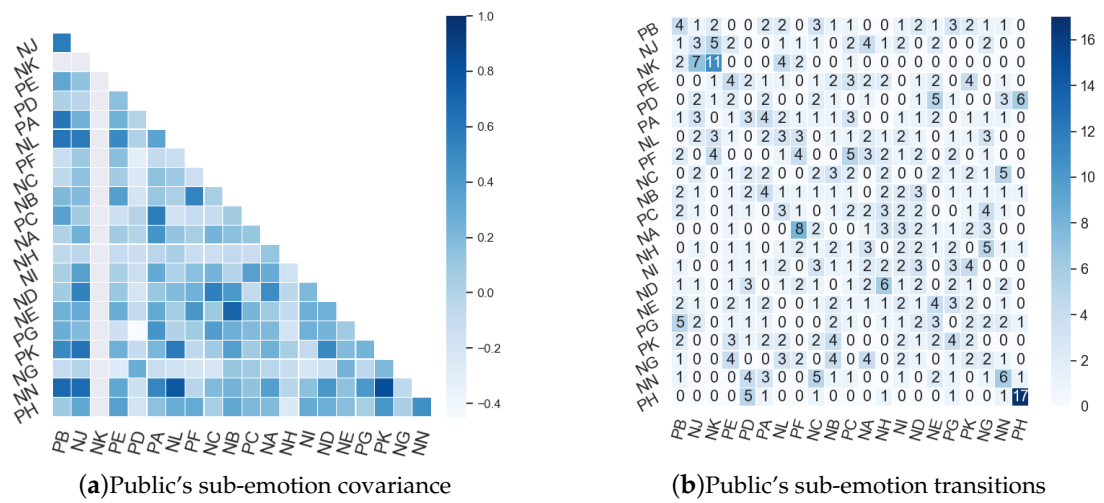 1.0
0.8
0.6
0.4
0.2
0.0
−0.2
−0.4
NJ
NK
PE
PD
PA
NL
PF
NC
NB
PC
NA
NH
NI
ND
NE
PG
PK
NG
NN
PH
PB NJ NK PE PD PA NL PF NC NB PC NA NH NI ND NE PG PK NG NN
(a)Public's sub-emotion covariance
PB 4 1 2 0 0 2 2 0 3 1 1 0 0 1 2 1 3 2 1 1 0
NJ 1 3 5 2 0 0 1 1 1 0 2 4 1 2 0 2 0 0 2 0 0
NK 2 7 11 0 0 0 4 2 0 0 1 0 0 0 0 0 0 0 0 0 0
PE 0 0 1 4 2 1 1 0 1 2 3 2 2 0 1 2 0 4 0 0 0
PD 0 2 1 2 0 0 0 0 2 1 0 0 0 1 2 5 1 0 0 3 6
PA 1 3 0 0 3 4 2 1 1 2 3 0 0 0 1 2 0 1 1 1 0
NL 0 2 3 1 0 2 3 3 0 2 1 1 2 1 2 0 1 0 3 0 0
PF 2 0 4 0 0 1 0 4 0 0 5 3 2 1 2 0 1 2 0 0 0
NC 0 2 1 0 2 1 0 0 2 3 2 0 1 1 0 2 1 2 1 5 0
NB 2 1 0 1 2 4 1 1 1 1 1 0 2 2 3 0 1 1 1 1 1
PC 2 1 0 1 0 0 3 1 0 1 2 2 3 2 2 0 0 0 4 1 0
NA 0 0 1 0 0 0 0 8 2 1 0 1 3 3 2 1 2 2 3 0 0
NH 0 0 0 1 1 1 0 2 1 2 1 3 0 2 2 0 1 0 5 1 1
NI 1 0 0 1 1 1 2 0 3 1 1 2 2 2 3 0 3 4 0 0 0
ND 0 1 0 0 3 0 0 1 0 1 1 2 6 1 0 2 1 2 0 2 0
NE 2 1 1 2 1 2 0 0 0 2 1 1 1 2 1 4 3 2 0 1 0
PG 5 2 0 0 1 0 0 0 0 2 1 0 1 1 2 3 0 2 2 2 1
PK 2 0 0 3 1 2 1 1 2 4 0 0 0 2 1 2 4 2 0 0 0
NG 1 0 0 4 0 0 3 2 0 4 0 4 0 2 1 0 1 2 2 1 0
NN 1 0 0 0 4 3 0 0 5 1 1 0 1 0 0 2 1 0 1 6 1
PH 0 0 0 0 5 0 0 0 0 0 0 0 0 0 0 0 0 0 0 1 17
PB NJ NK PE PD PA NL PF NC NB PC NA NH NI ND NE PG PK NG NN PH
16
14
12
10
8
6
4
2
0
(b)Public's sub-emotion transitions